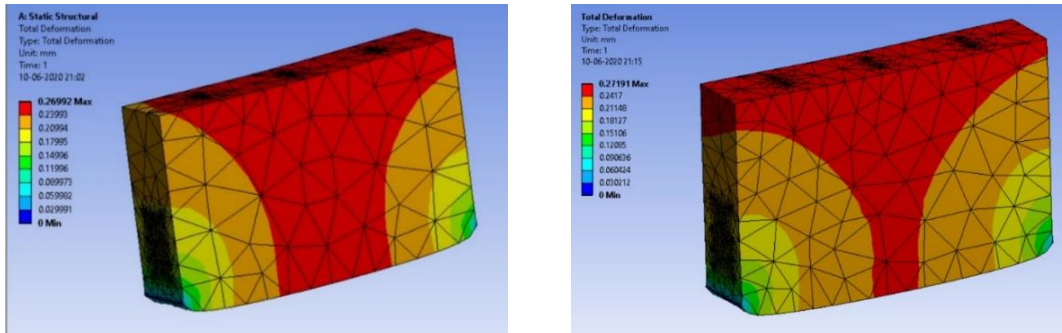 A: Static Structural
Total Deformation
Type: Total Deformation
Unit: mm
Time: 1
10-06-2020 21:02
0.26992 Max
0.23993
0.20994
0.17995
0.14996
0.11996
0.089973
0.059982
0.029991
0 Min
Total Deformation
Type: Total Deformation
Unit: mm
Time: 1
10-06-2020 21:15
0.27191 Max
0.2417
0.21148
0.18127
0.15106
0.12085
0.090636
0.060424
0.030212
0 Min